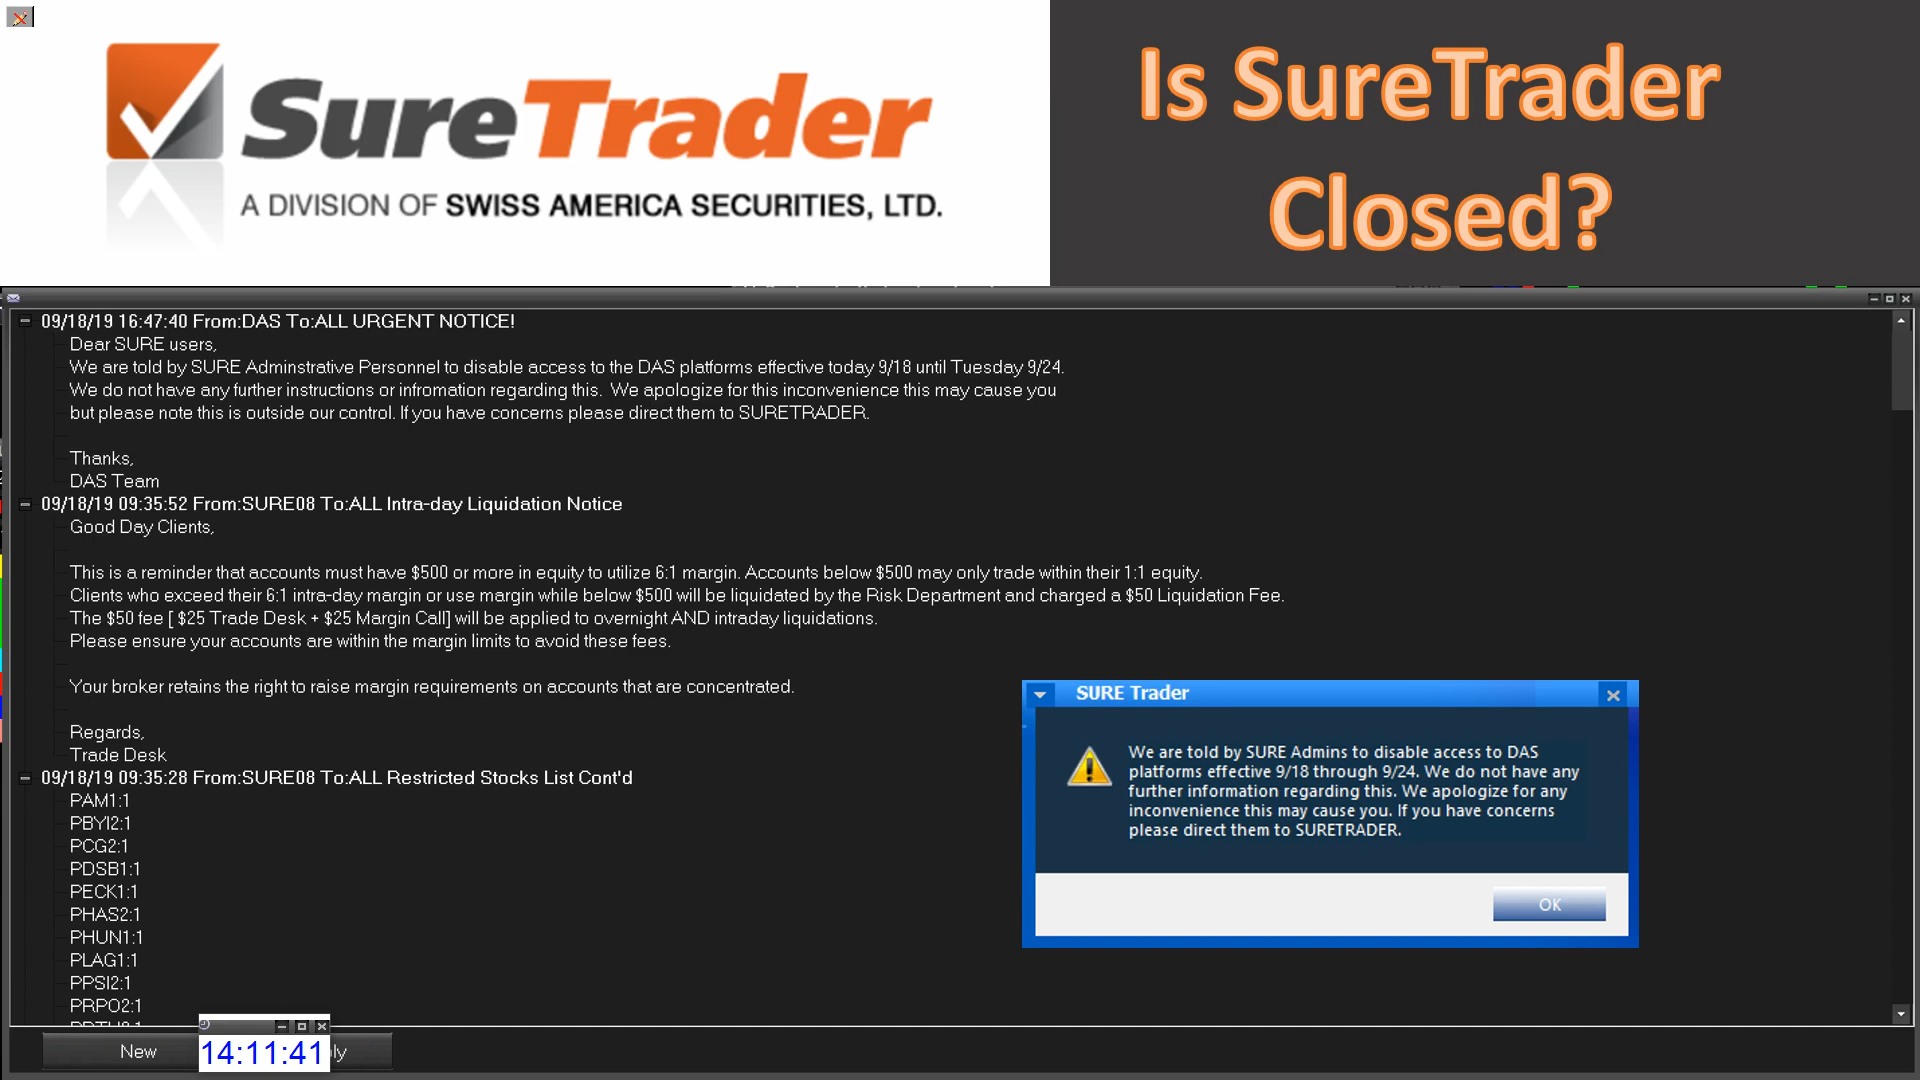 SureTrader
A DIVISION OF SWISS AMERICA SECURITIES, LTD.
Is SureTrader
Closed?
09/18/19 16:47:40 From:DAS To:ALL URGENT NOTICE!
Dear SURE users,
We are told by SURE Adminstrative Personnel to disable access to the DAS platforms effective today 9/18 until Tuesday 9/24.
We do not have any further instructions or infromation regarding this.  We apologize for this inconvenience this may cause you
but please note this is outside our control. If you have concerns please direct them to SURETRADER.
Thanks,
DAS Team
09/18/19 09:35:52 From:SURE08 To:ALL Intra-day Liquidation Notice
Good Day Clients,
This is a reminder that accounts must have $500 or more in equity to utilize 6:1 margin. Accounts below $500 may only trade within their 1:1 equity.
Clients who exceed their 6:1 intra-day margin or use margin while below $500 will be liquidated by the Risk Department and charged a $50 Liquidation Fee.
The $50 fee [ $25 Trade Desk + $25 Margin Call] will be applied to overnight AND intraday liquidations.
Please ensure your accounts are within the margin limits to avoid these fees.
Your broker retains the right to raise margin requirements on accounts that are concentrated.
Regards,
Trade Desk
09/18/19 09:35:28 From:SURE08 To:ALL Restricted Stocks List Cont'd
PAM1:1
PBYI2:1
PCG2:1
PDSB1:1
PECK1:1
PHAS2:1
PHUN1:1
PLAG1:1
PPSI2:1
PRPO2:1
SURE Trader
We are told by SURE Admins to disable access to DAS
platforms effective 9/18 through 9/24. We do not have any
further information regarding this. We apologize for any
inconvenience this may cause you. If you have concerns
please direct them to SURETRADER.
OK
New
14:11:41